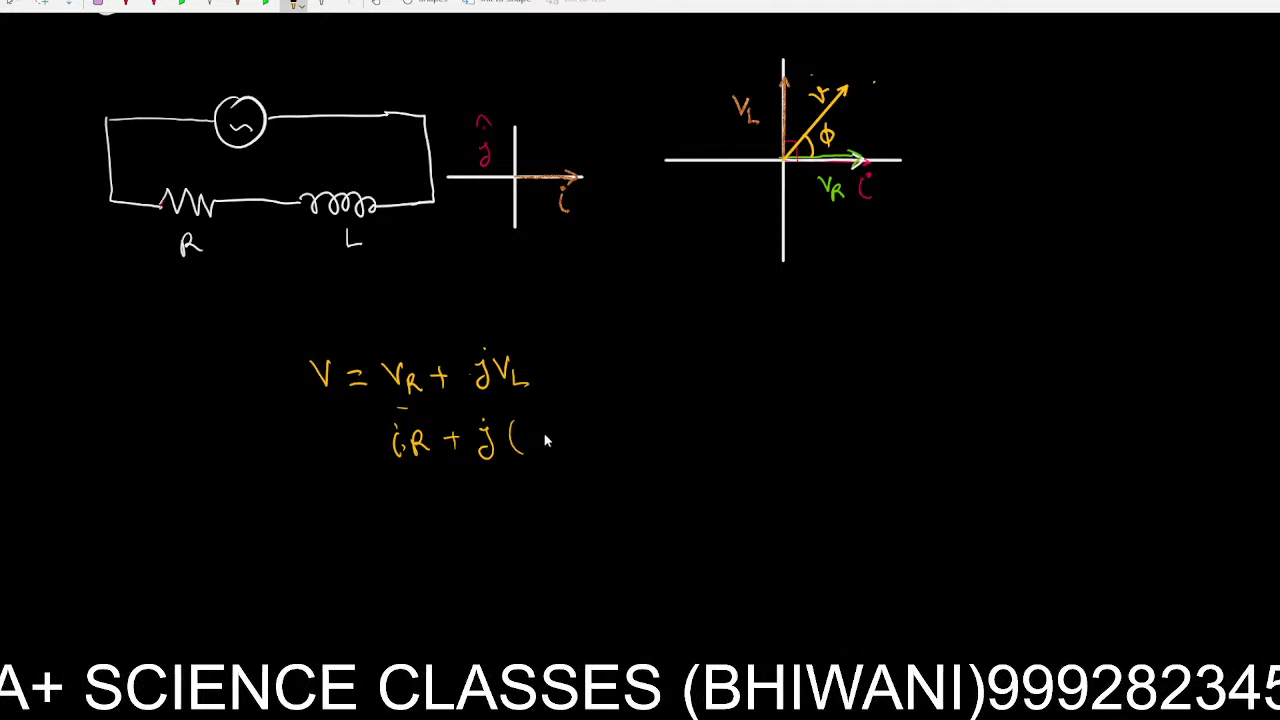 V_L
v
ϕ
ĵ
i
V_R i
R
L
V = V_R + jV_L
iR + j(
A+ SCIENCE CLASSES (BHIWANI)999282345